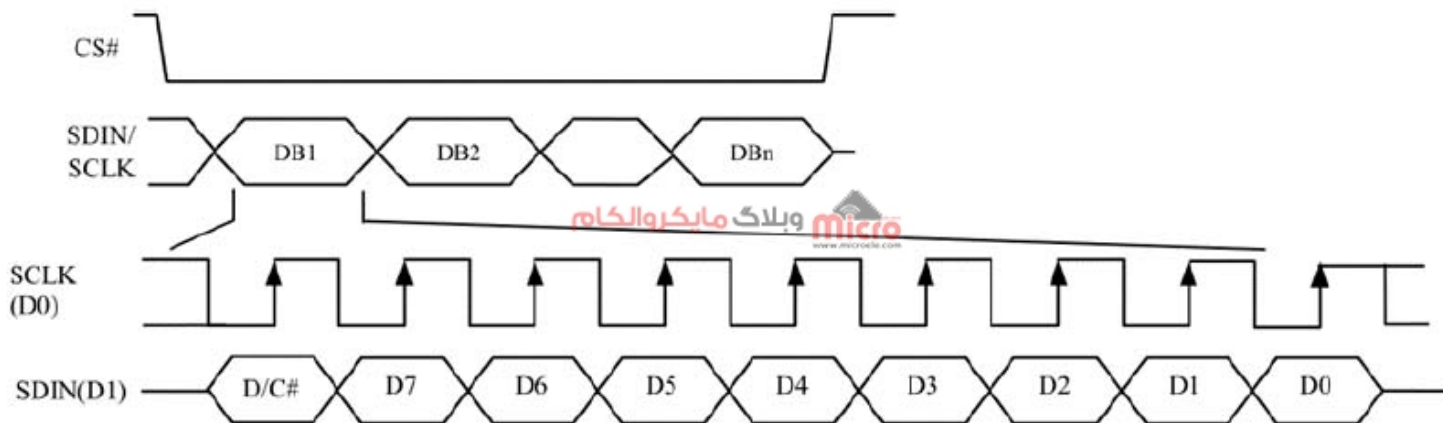 CS#
SDIN/
SCLK
DB1 DB2 DBn
وبلاگ مایکروالکام
micro
www.microele.com
SCLK
(D0)
SDIN(D1) D/C# D7 D6 D5 D4 D3 D2 D1 D0